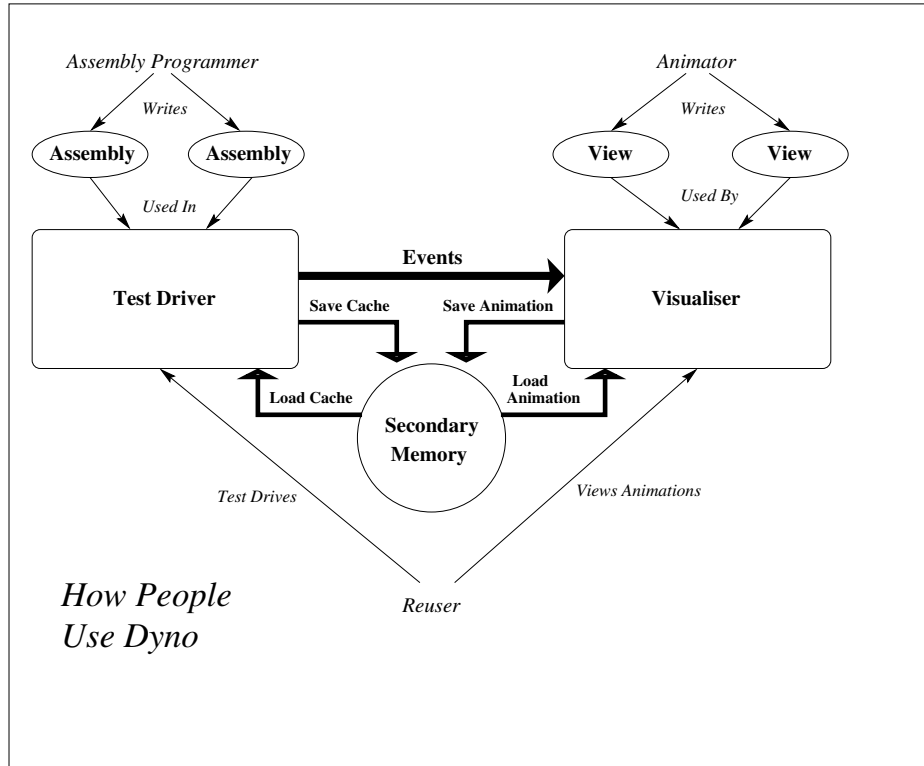 Assembly Programmer
Animator
Writes
Writes
Assembly
Assembly
View
View
Used In
Used By
Events
Test Driver
Visualiser
Save Cache
Save Animation
Load Cache
Load
Animation
Secondary
Memory
Test Drives
Views Animations
Reuser
How People
Use Dyno